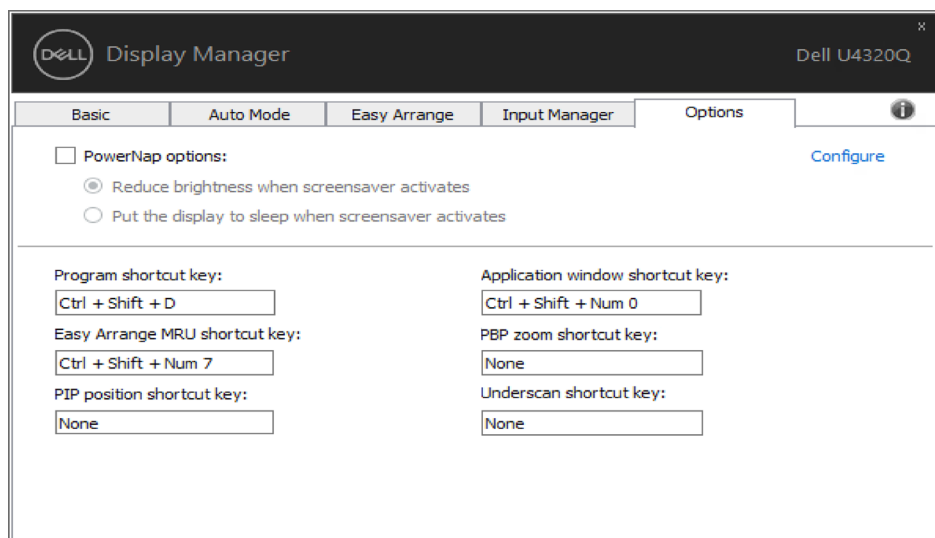 x
DELL Display Manager
Dell U4320Q
Basic Auto Mode Easy Arrange Input Manager Options i
PowerNap options:
Configure
Reduce brightness when screensaver activates
Put the display to sleep when screensaver activates
Program shortcut key:
Application window shortcut key:
Ctrl + Shift + D
Ctrl + Shift + Num 0
Easy Arrange MRU shortcut key:
PBP zoom shortcut key:
Ctrl + Shift + Num 7
None
PIP position shortcut key:
Underscan shortcut key:
None
None